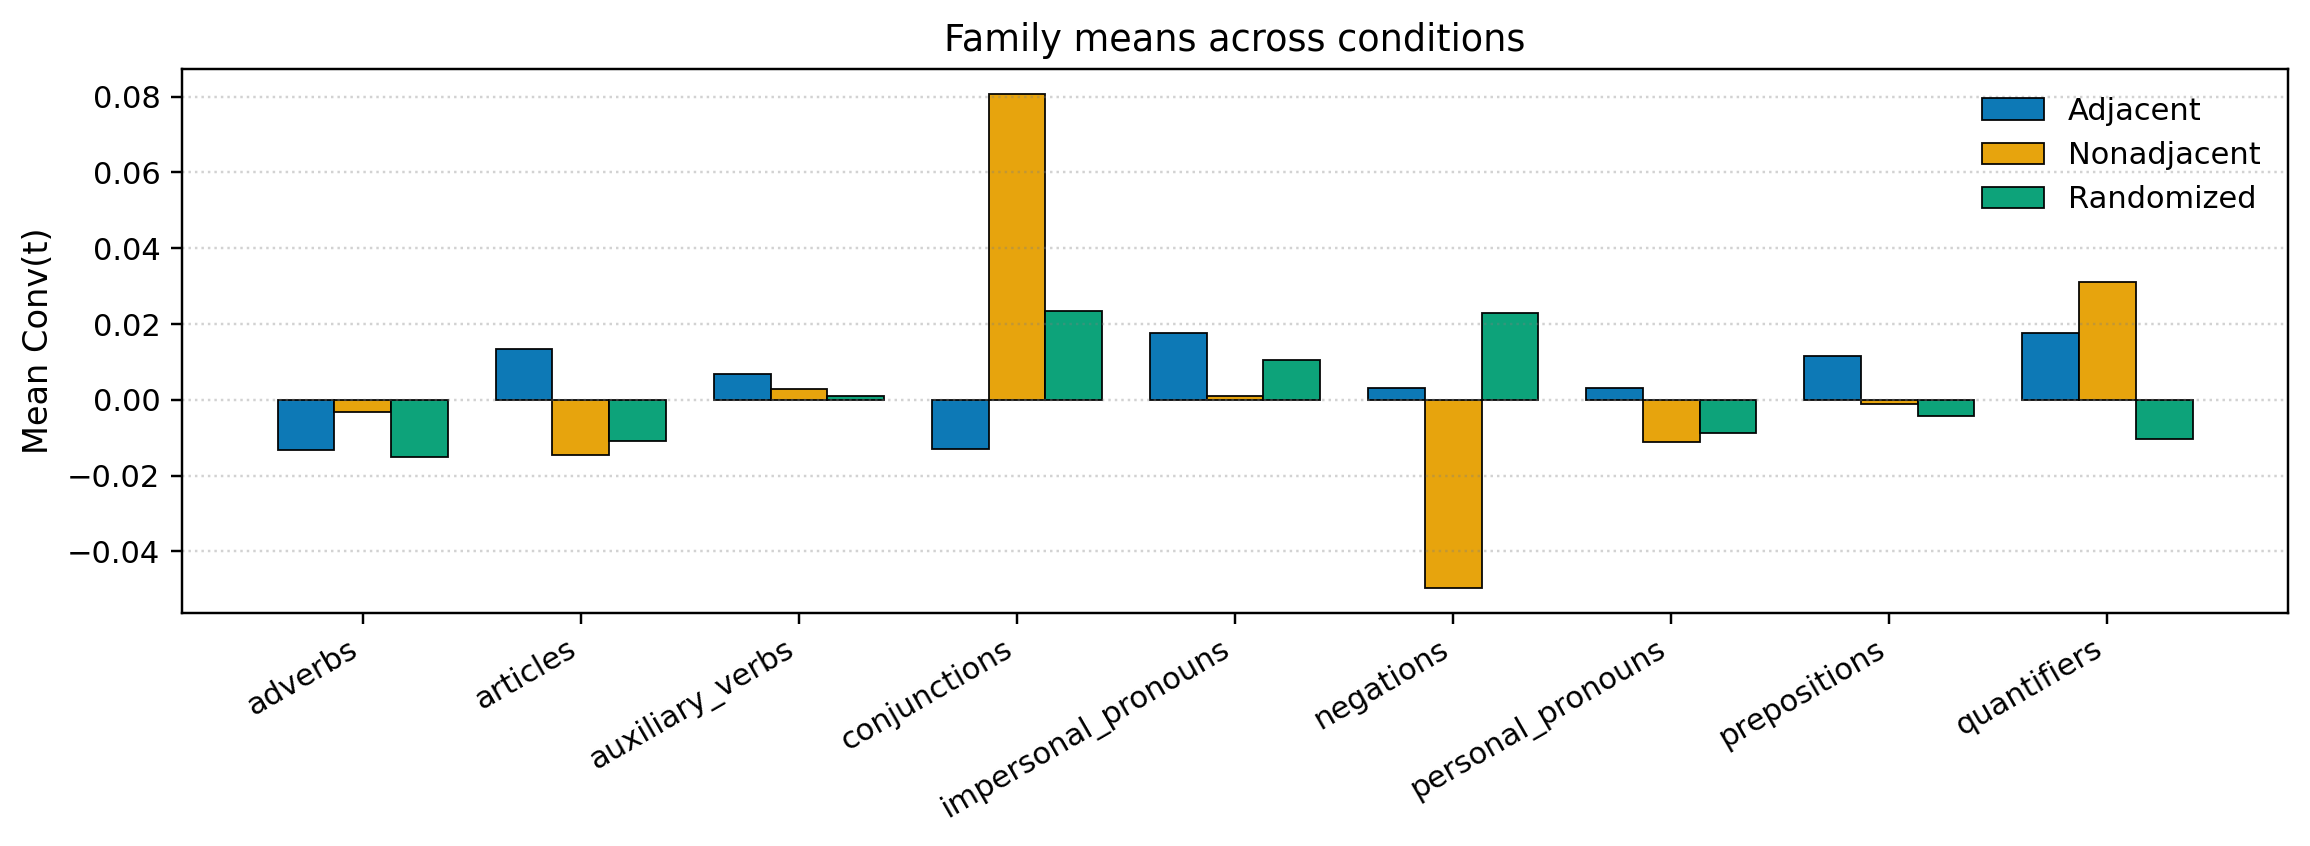 Family means across conditions
Mean Conv(t)
0.08
0.06
0.04
0.02
0.00
−0.02
−0.04
Adjacent
Nonadjacent
Randomized
adverbs
articles
auxiliary_verbs
conjunctions
impersonal_pronouns
negations
personal_pronouns
prepositions
quantifiers